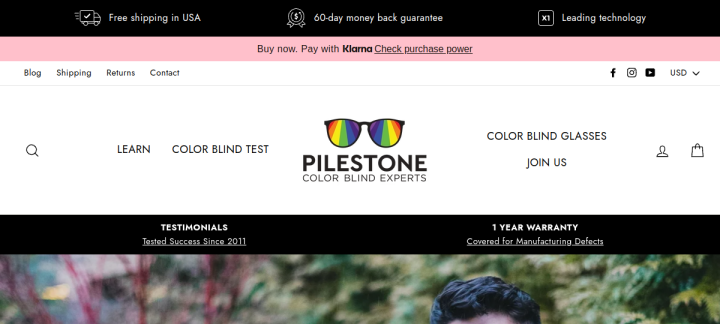 Free shipping in USA
60-day money back guarantee
X1 Leading technology
Buy now. Pay with Klarna Check purchase power
Blog Shipping Returns Contact
USD
LEARN COLOR BLIND TEST
PILESTONE
COLOR BLIND EXPERTS
COLOR BLIND GLASSES
JOIN US
TESTIMONIALS
Tested Success Since 2011
1 YEAR WARRANTY
Covered for Manufacturing Defects